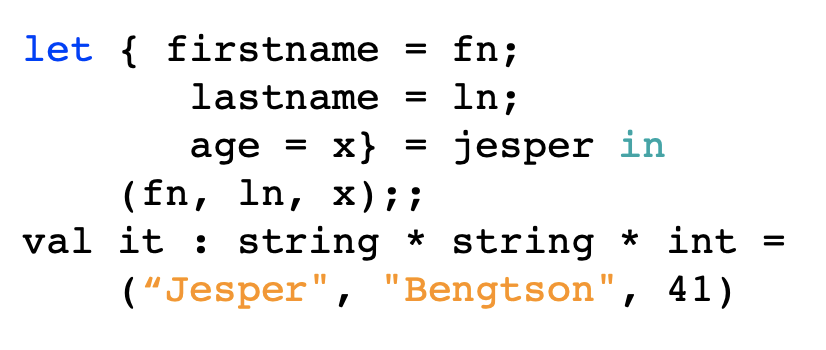 let { firstname = fn;
lastname = ln;
age = x} = jesper in
(fn, ln, x);;
val it : string * string * int =
(“Jesper", "Bengtson", 41)